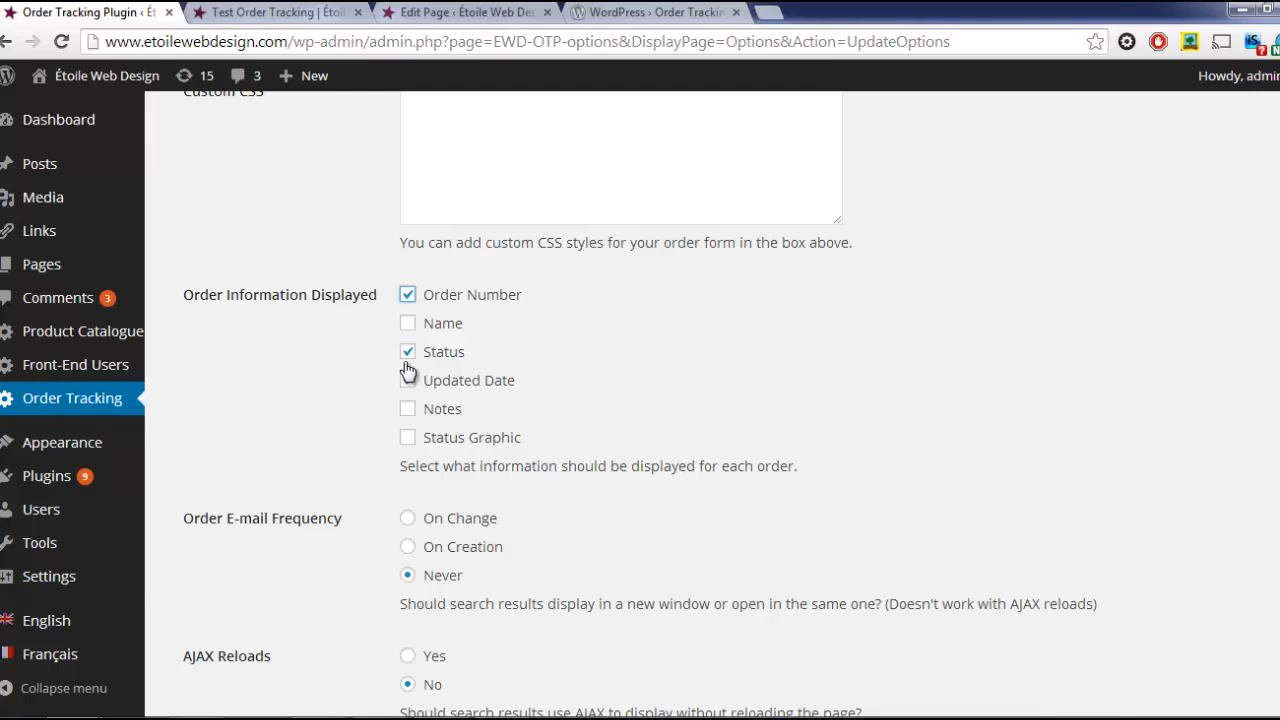 Order Tracking Plugin ‹ É
Test Order Tracking | Étoil
Edit Page ‹ Étoile Web De
WordPress › Order Trackin
www.etoilewebdesign.com/wp-admin/admin.php?page=EWD-OTP-options&DisplayPage=Options&Action=UpdateOptions
Étoile Web Design
15
3
New
Howdy, admin
Dashboard
Posts
Media
Links
Pages
Comments 3
Product Catalogue
Front-End Users
Order Tracking
Appearance
Plugins 9
Users
Tools
Settings
English
Français
Collapse menu
Custom CSS
You can add custom CSS styles for your order form in the box above.
Order Information Displayed
Order Number
Name
Status
Updated Date
Notes
Status Graphic
Select what information should be displayed for each order.
Order E-mail Frequency
On Change
On Creation
Never
Should search results display in a new window or open in the same one? (Doesn't work with AJAX reloads)
AJAX Reloads
Yes
No
Should search results use AJAX to display without reloading the page?